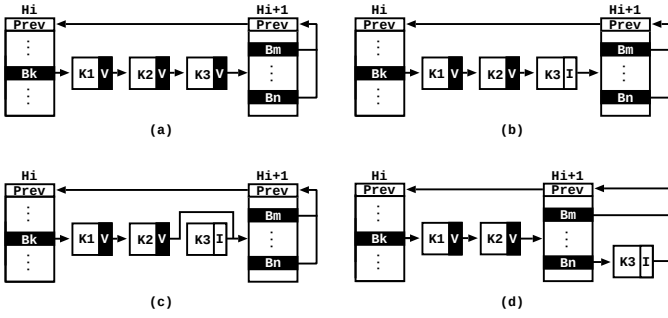 Hi Hi+1
Prev Prev
Bm
Bk K1 V K2 V K3 V
Bn
(a)
Hi Hi+1
Prev Prev
Bm
Bk K1 V K2 V K3 I
Bn
(b)
Hi Hi+1
Prev Prev
Bm
Bk K1 V K2 V K3 I
Bn
(c)
Hi Hi+1
Prev Prev
Bm
Bk K1 V K2 V
Bn K3 I
(d)